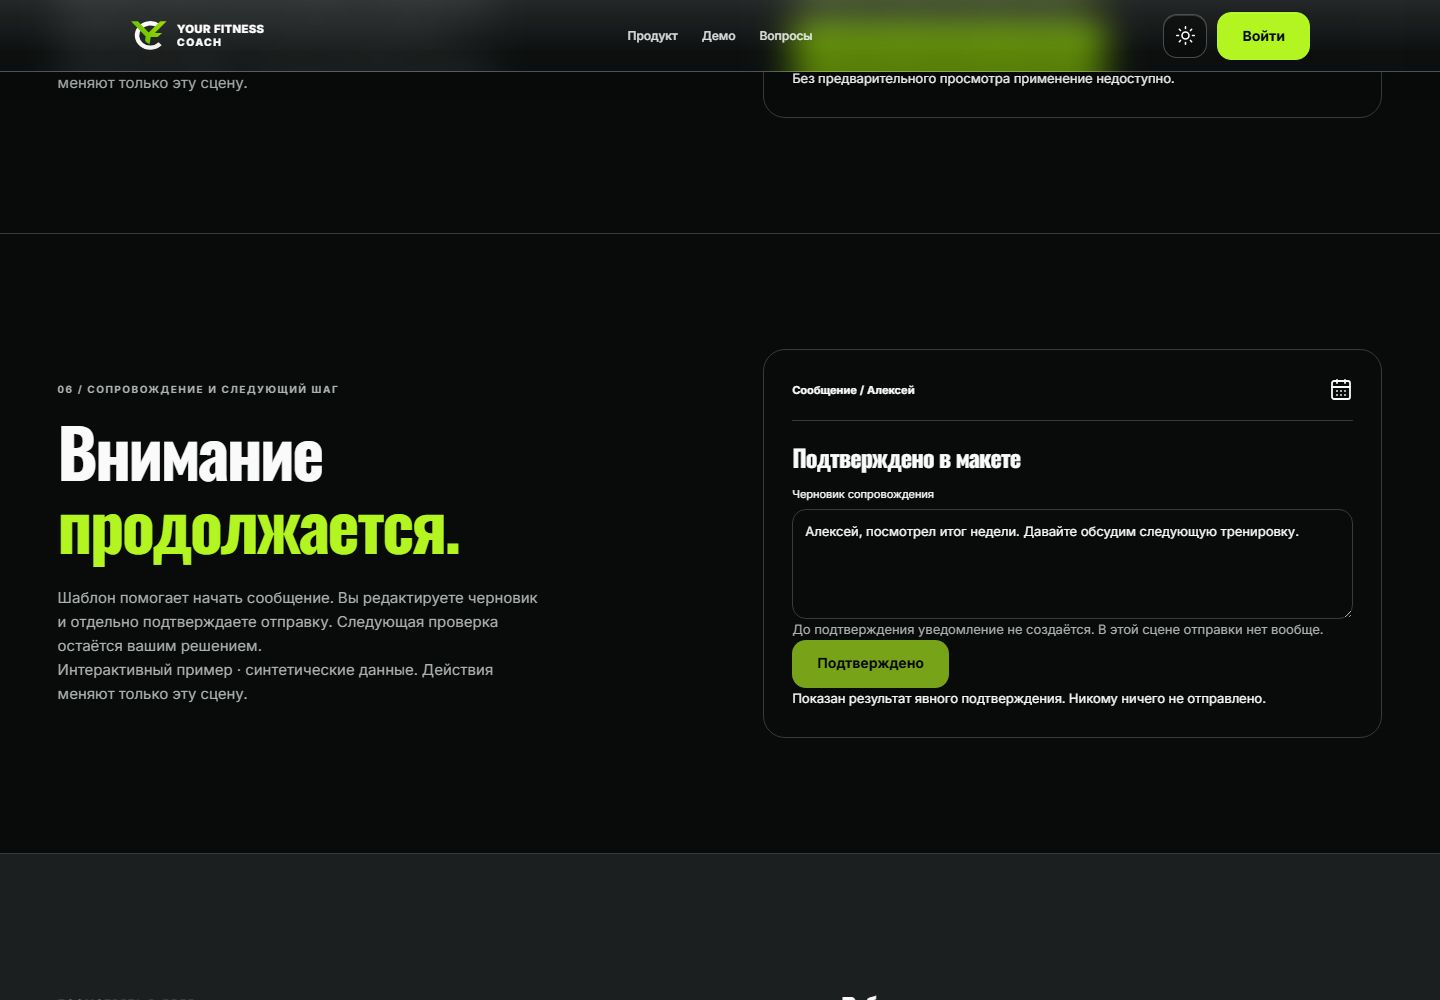 YOUR FITNESS
COACH
Продукт
Демо
Вопросы
Войти
меняют только эту сцену.
Без предварительного просмотра применение недоступно.
06 / СОПРОВОЖДЕНИЕ И СЛЕДУЮЩИЙ ШАГ
Внимание
продолжается.
Шаблон помогает начать сообщение. Вы редактируете черновик
и отдельно подтверждаете отправку. Следующая проверка
остаётся вашим решением.
Интерактивный пример · синтетические данные. Действия
меняют только эту сцену.
Сообщение / Алексей
Подтверждено в макете
Черновик сопровождения
Алексей, посмотрел итог недели. Давайте обсудим следующую тренировку.
До подтверждения уведомление не создаётся. В этой сцене отправки нет вообще.
Подтверждено
Показан результат явного подтверждения. Никому ничего не отправлено.